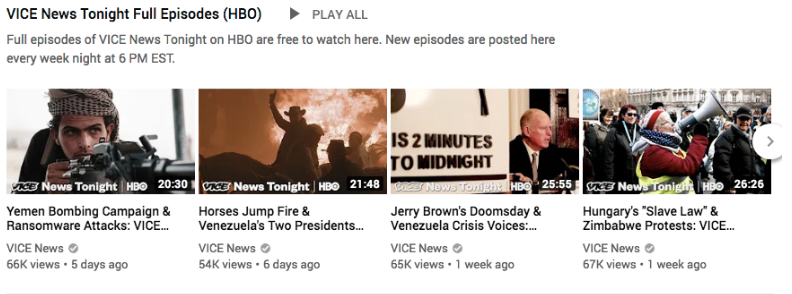 VICE News Tonight Full Episodes (HBO) PLAY ALL
Full episodes of VICE News Tonight on HBO are free to watch here. New episodes are posted here
every week night at 6 PM EST.
VICE News Tonight | HBO 20:30
VICE News Tonight | HBO 21:48
IS 2 MINUTES
TO MIDNIGHT
VICE News Tonight | HBO 25:55
VICE News Tonight | HBO 26:26
Yemen Bombing Campaign &
Ransomware Attacks: VICE...
VICE News
66K views • 5 days ago
Horses Jump Fire &
Venezuela's Two Presidents...
VICE News
54K views • 6 days ago
Jerry Brown's Doomsday &
Venezuela Crisis Voices:...
VICE News
65K views • 1 week ago
Hungary's "Slave Law" &
Zimbabwe Protests: VICE...
VICE News
67K views • 1 week ago